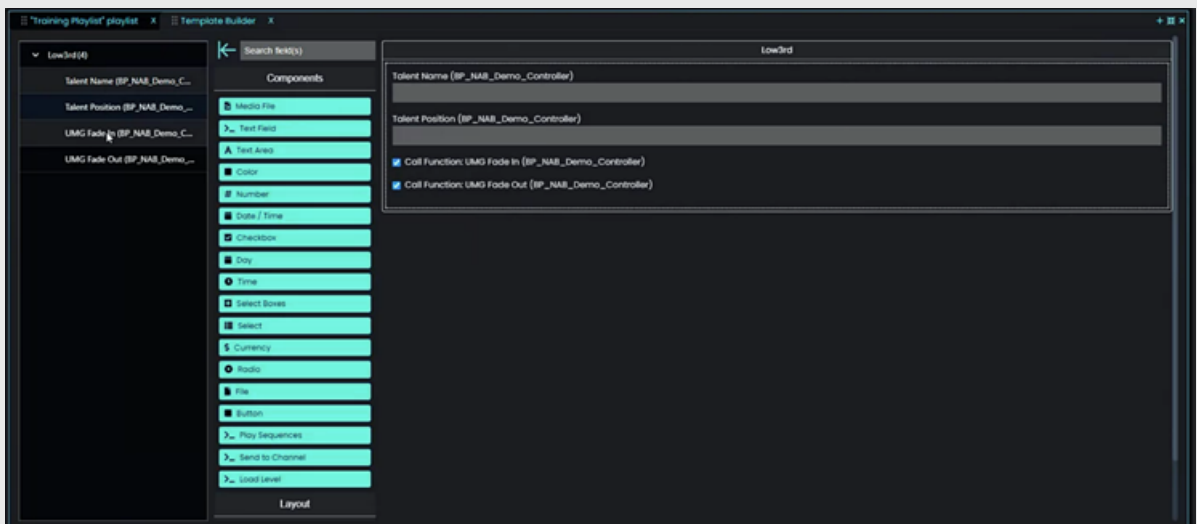 "Training Playlist" playlist X Template Builder X
Low3rd(4)
Talent Name (BP_NAB_Demo_C...
Talent Position (BP_NAB_Demo_...
UMG Fade In (BP_NAB_Demo_C...
UMG Fade Out (BP_NAB_Demo_...
Search field(s)
Components
Media File
Text Field
Text Area
Color
Number
Date / Time
Checkbox
Day
Time
Select Boxes
Select
Currency
Radio
File
Button
Play Sequences
Send to Channel
Load Level
Layout
Low3rd
Talent Name (BP_NAB_Demo_Controller)
Talent Position (BP_NAB_Demo_Controller)
Call Function: UMG Fade In (BP_NAB_Demo_Controller)
Call Function: UMG Fade Out (BP_NAB_Demo_Controller)